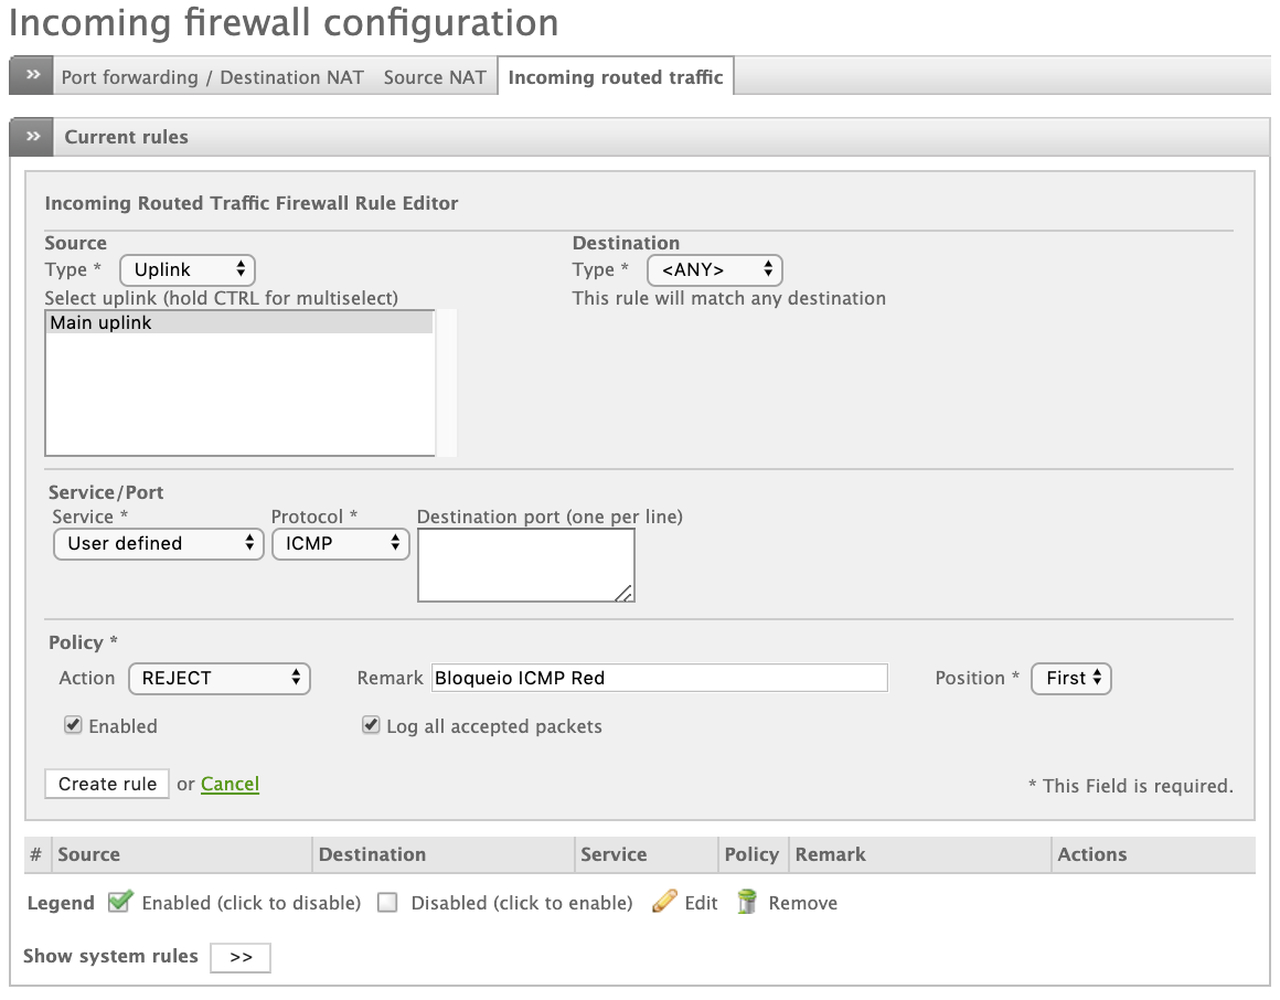 Incoming firewall configuration
» Port forwarding / Destination NAT Source NAT Incoming routed traffic
» Current rules
Incoming Routed Traffic Firewall Rule Editor
Source Destination
Type * Uplink Type * <ANY>
Select uplink (hold CTRL for multiselect) This rule will match any destination
Main uplink
Service/Port
Service * Protocol * Destination port (one per line)
User defined ICMP
Policy *
Action REJECT Remark Bloqueio ICMP Red Position * First
Enabled Log all accepted packets
Create rule or Cancel * This Field is required.
# Source Destination Service Policy Remark Actions
Legend Enabled (click to disable) Disabled (click to enable) Edit Remove
Show system rules >>